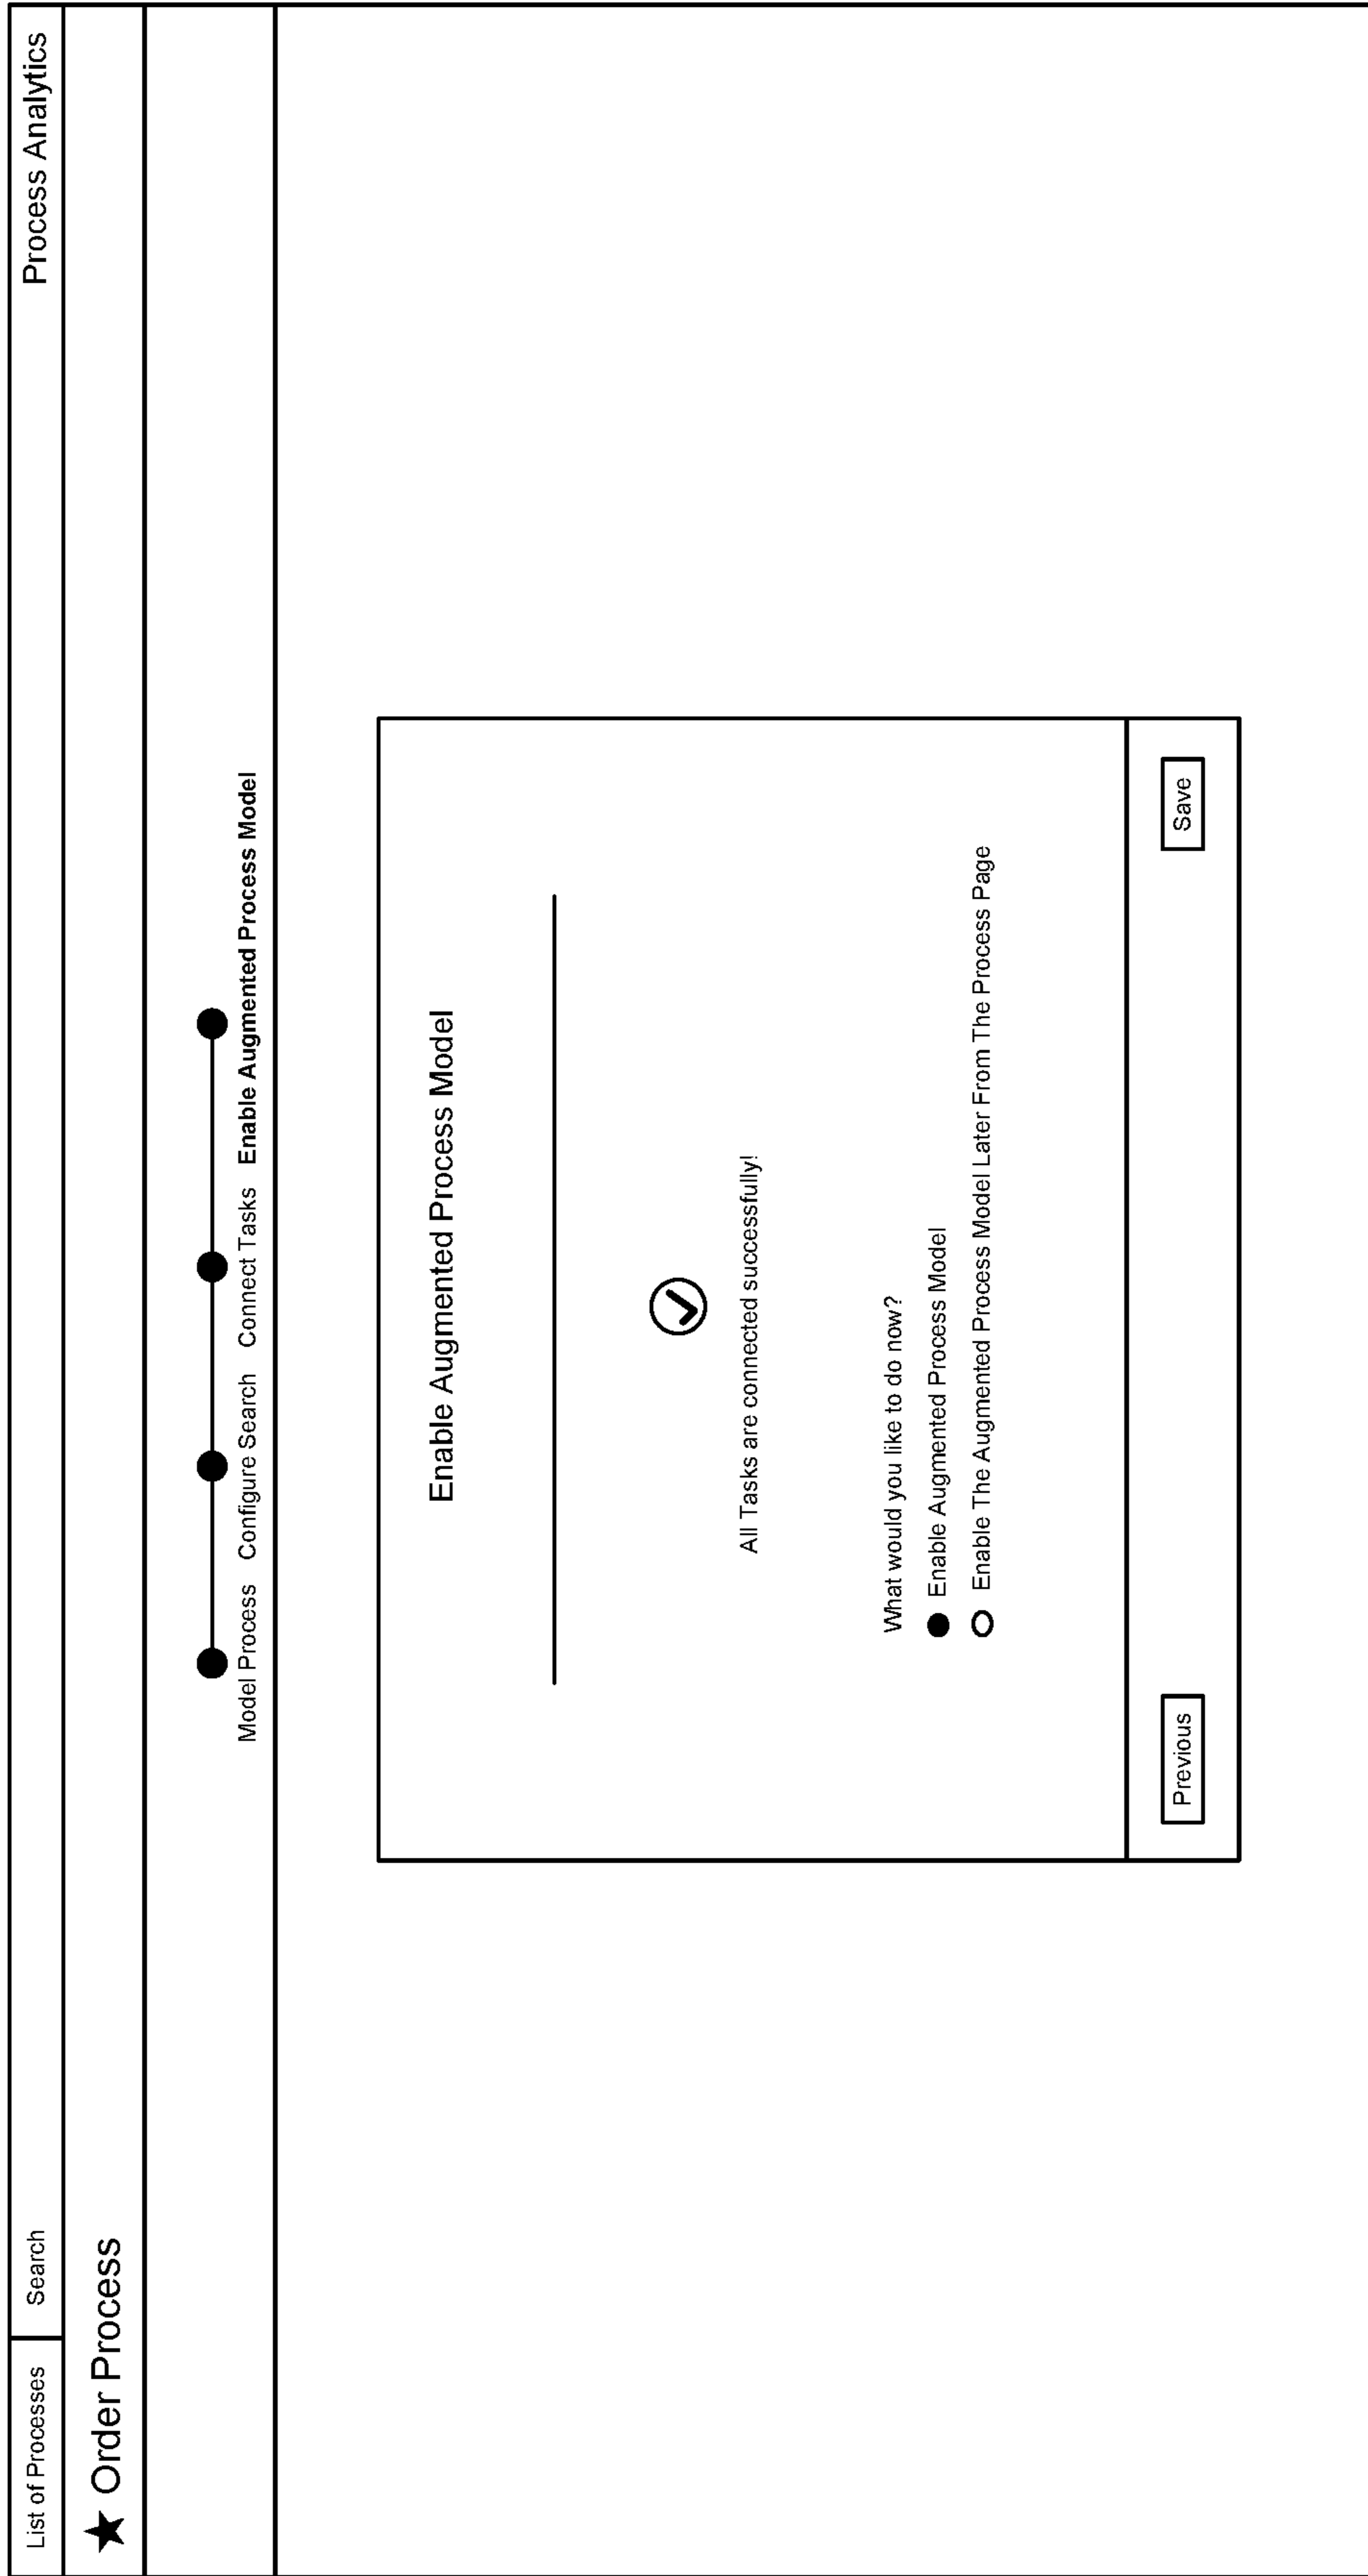 List of Processes Search Process Analytics
Order Process
Model Process Configure Search Connect Tasks Enable Augmented Process Model
Enable Augmented Process Model
All Tasks are connected successfully!
What would you like to do now?
Enable Augmented Process Model
Enable The Augmented Process Model Later From The Process Page
Previous Save